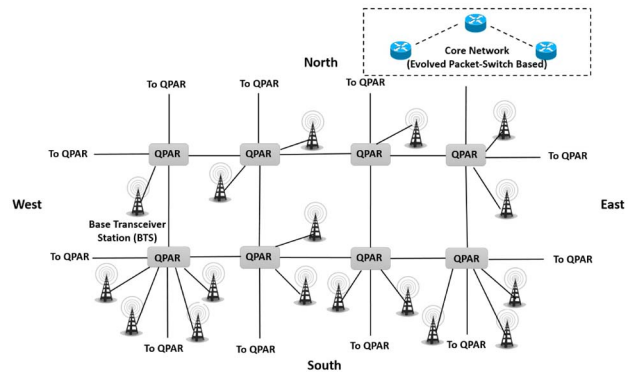 Core Network
(Evolved Packet-Switch Based)
North
To QPAR
To QPAR
To QPAR
To QPAR
QPAR
QPAR
QPAR
QPAR
To QPAR
West
East
Base Transceiver
Station (BTS)
To QPAR
QPAR
QPAR
QPAR
QPAR
To QPAR
To QPAR
To QPAR
To QPAR
To QPAR
South